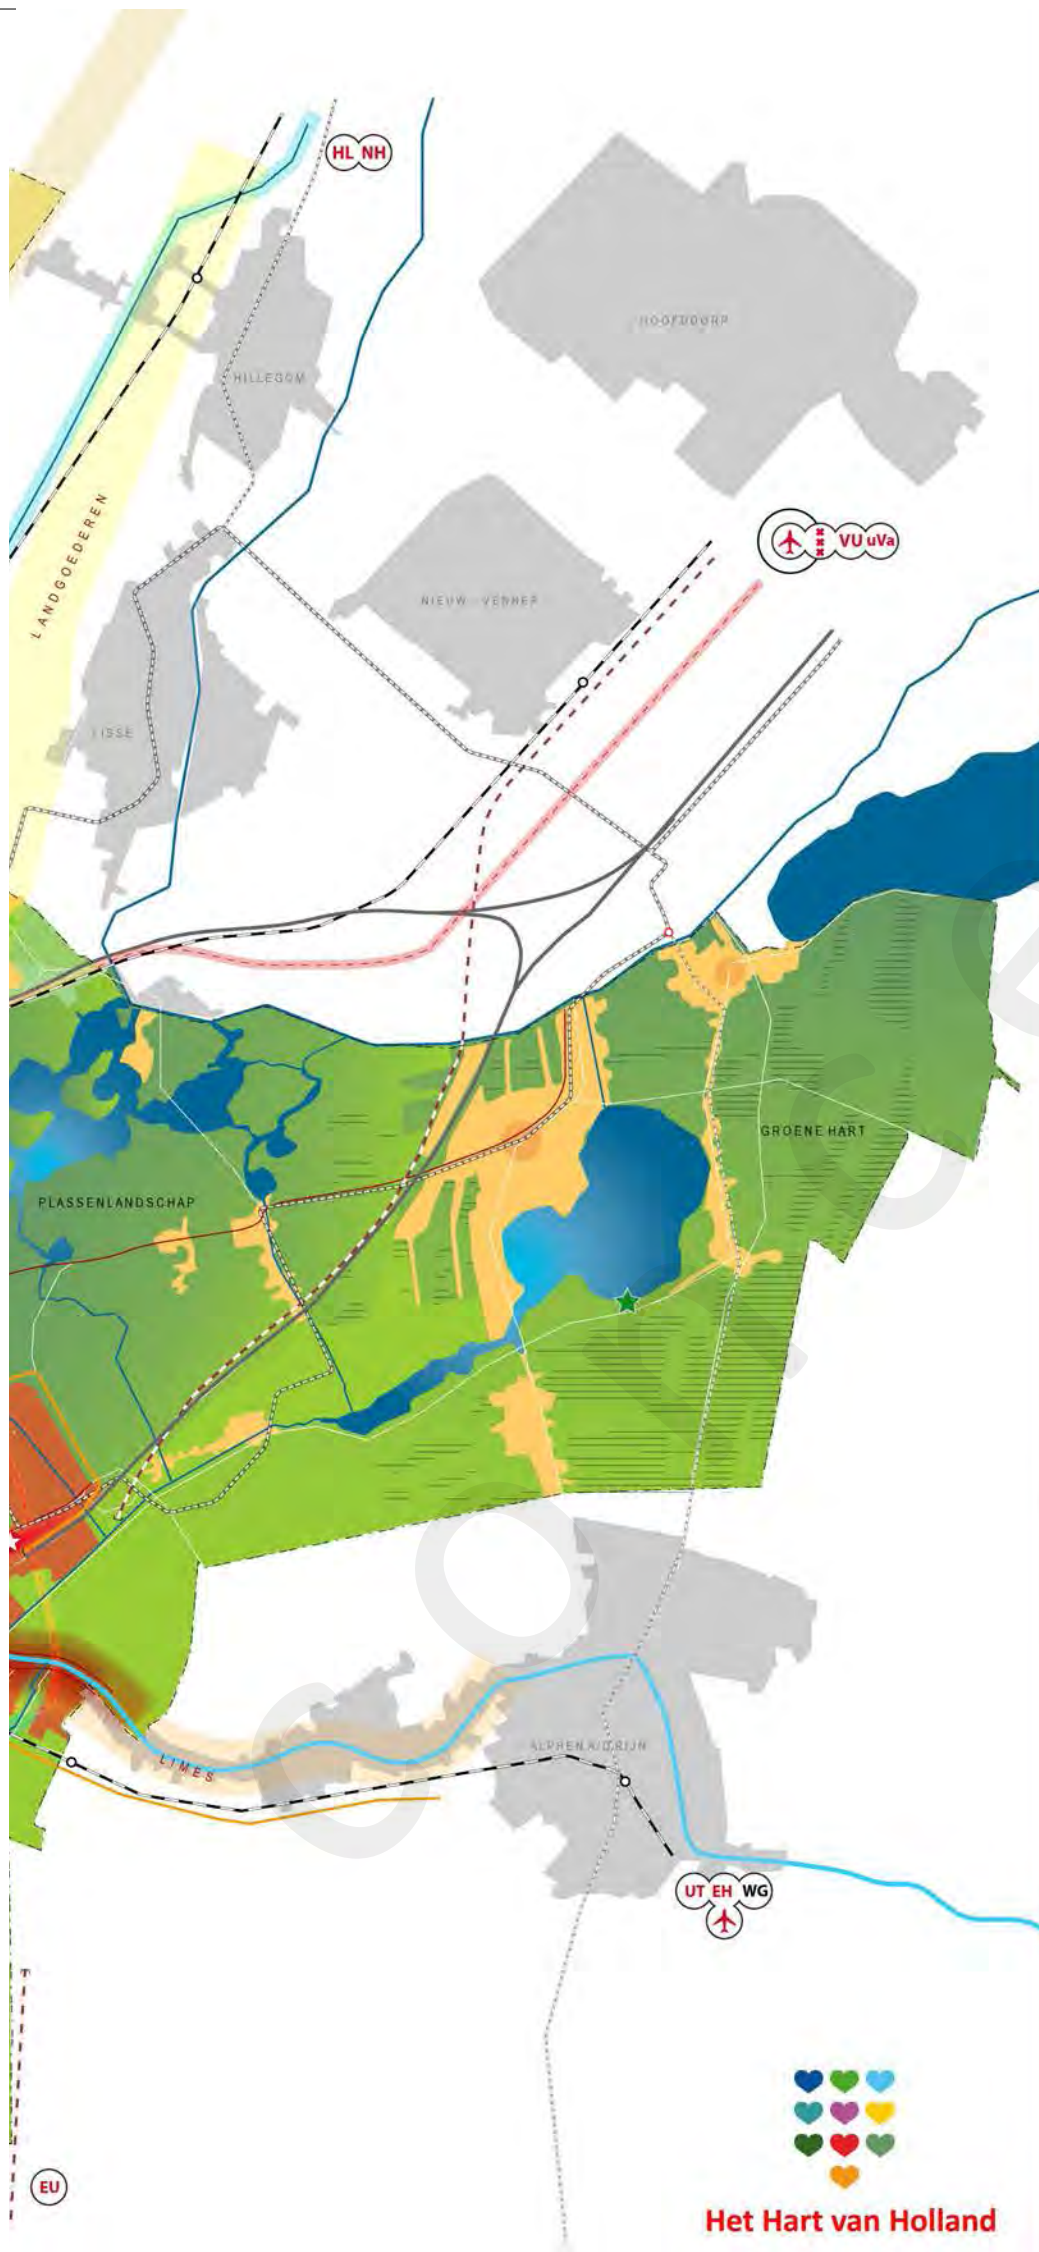 HL NH
HOOFDDORP
HILLEGOM
LANDGOEDEREN
VU uVa
NIEUW-VENNEP
LISSE
GROENE HART
PLASSENLANDSCHAP
ALPHEN A/D RIJN
LIMES
UT EH WG
EU
Het Hart van Holland